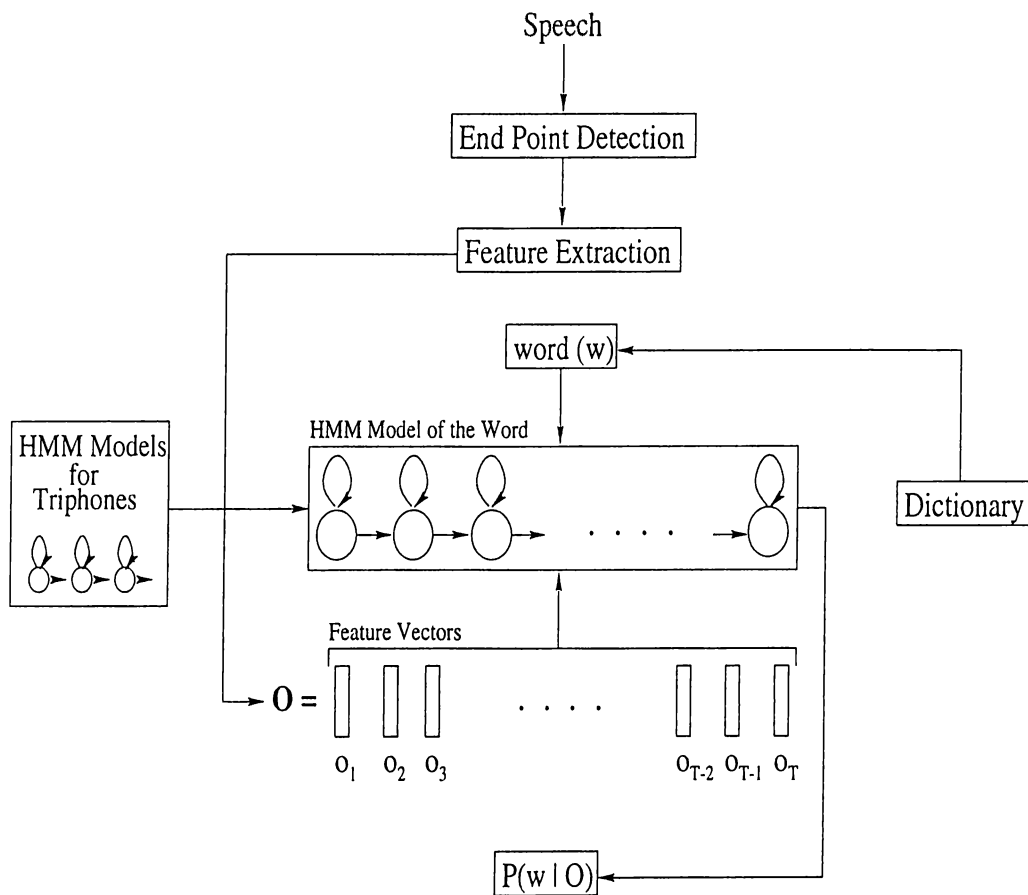 Speech
End Point Detection
Feature Extraction
word (w)
HMM Model of the Word
HMM Models
for
Triphones
. . . .
Dictionary
Feature Vectors
O =
. . . .
o1 o2 o3 oT-2 oT-1 oT
P(w | O)